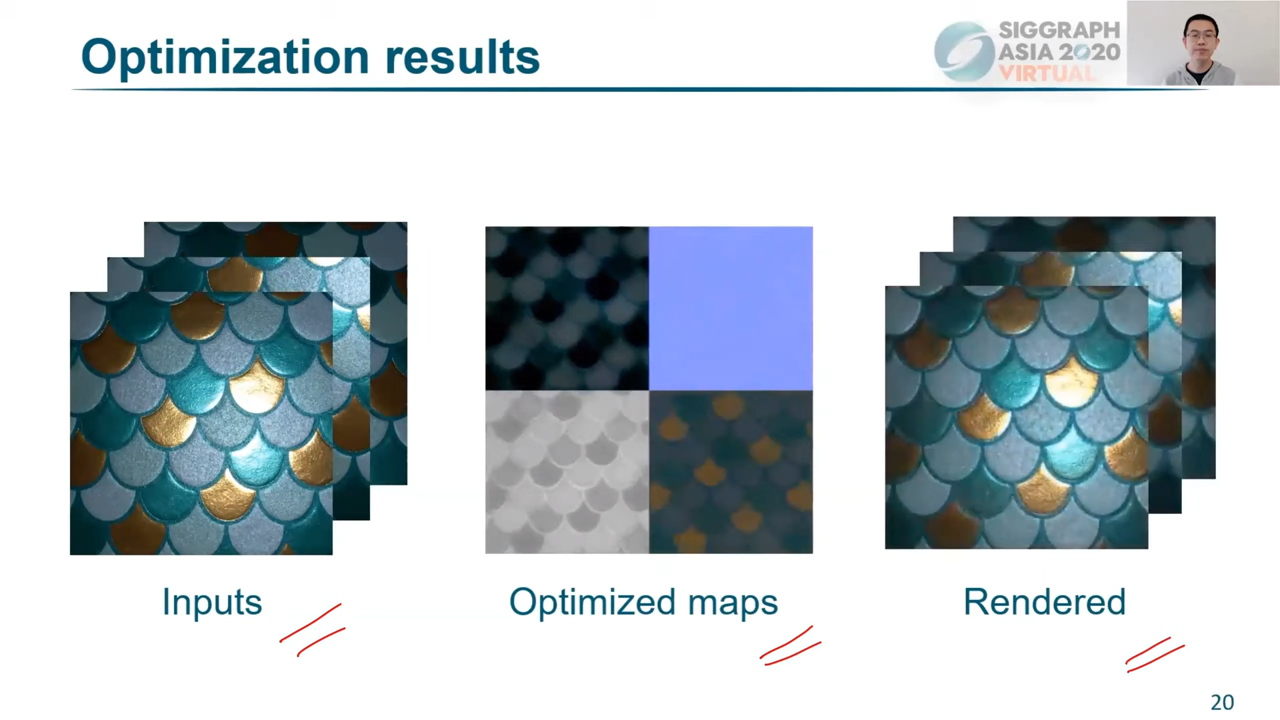 Optimization results
SIGGRAPH
ASIA 2020
VIRTUAL
Inputs
Optimized maps
Rendered
20